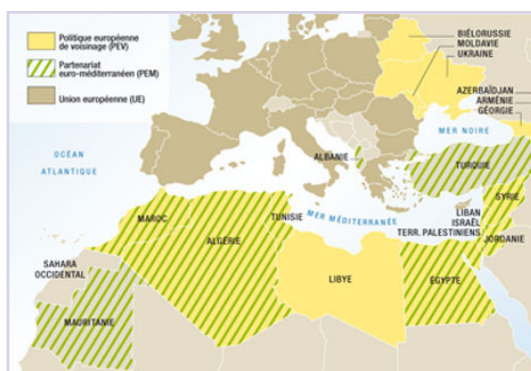 Politique européenne
de voisinage (PEV)
Partenariat
euro-méditerranéen (PEM)
Union européenne (UE)
BIÉLORUSSIE
MOLDAVIE
UKRAINE
AZERBAÏDJAN
ARMÉNIE
GÉORGIE
MER NOIRE
OCÉAN
ATLANTIQUE
ALBANIE
TURQUIE
MAROC
TUNISIE
MER MÉDITERRANÉE
SYRIE
LIBAN
ISRAËL
TERR. PALESTINIENS
JORDANIE
ALGÉRIE
SAHARA
OCCIDENTAL
LIBYE
ÉGYPTE
MAURITANIE